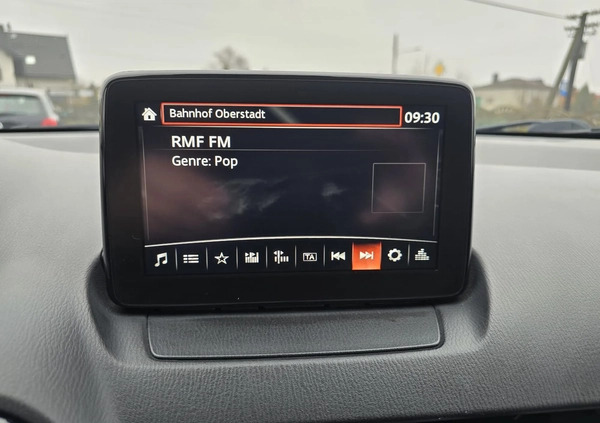 Bahnhof Oberstadt
09:30
RMF FM
Genre: Pop
TA